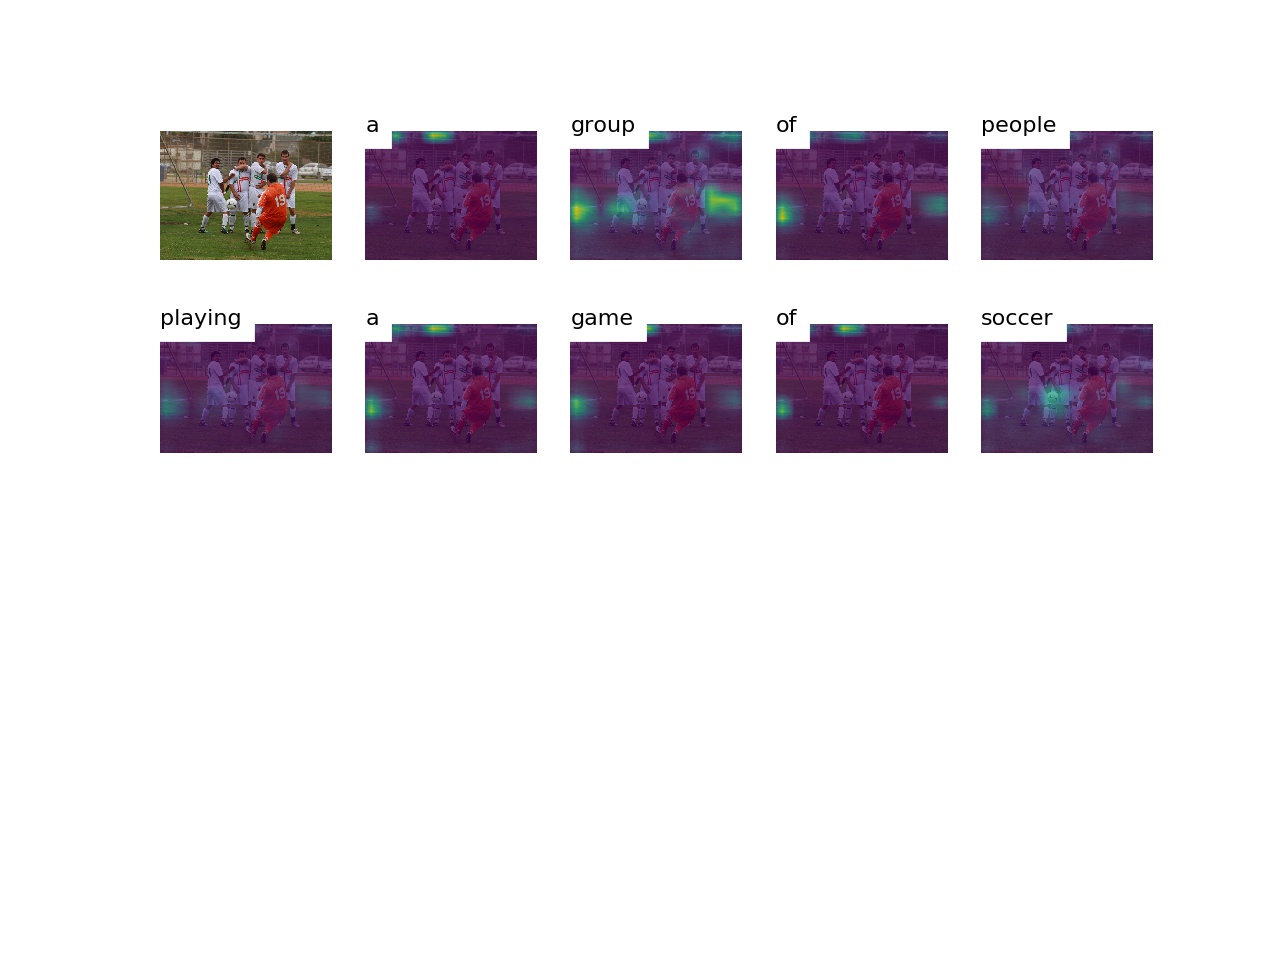 a
group
of
people
playing
a
game
of
soccer
19